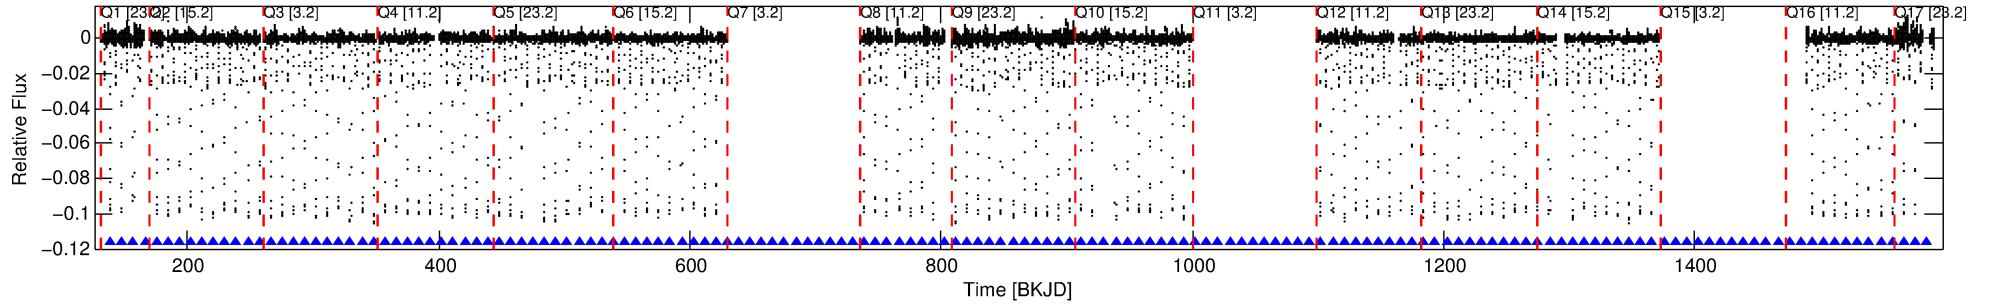 Q1 [23.2] Q2 [15.2] Q3 [3.2] Q4 [11.2] Q5 [23.2] Q6 [15.2] Q7 [3.2] Q8 [11.2] Q9 [23.2] Q10 [15.2] Q11 [3.2] Q12 [11.2] Q13 [23.2] Q14 [15.2] Q15 [3.2] Q16 [11.2] Q17 [23.2]
0
−0.02
−0.04
−0.06
−0.08
−0.1
−0.12
Relative Flux
200 400 600 800 1000 1200 1400
Time [BKJD]